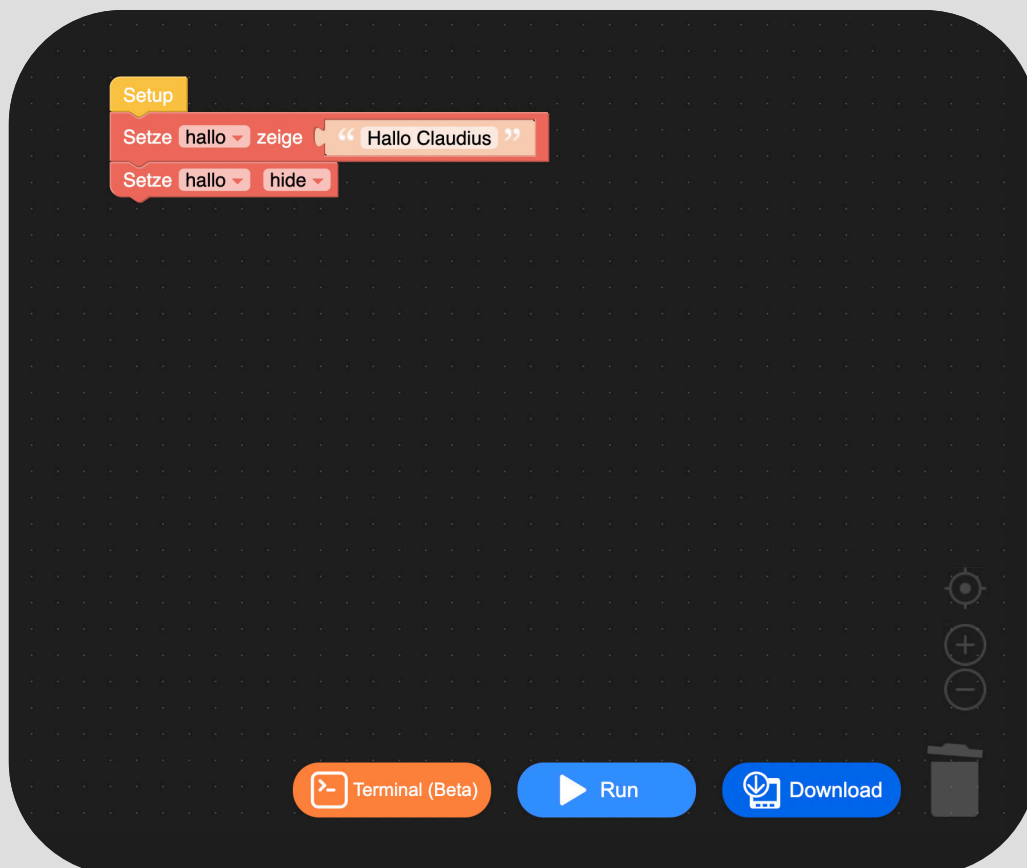 Setup
Setze hallo zeige “ Hallo Claudius ”
Setze hallo hide
Terminal (Beta)
Run
Download